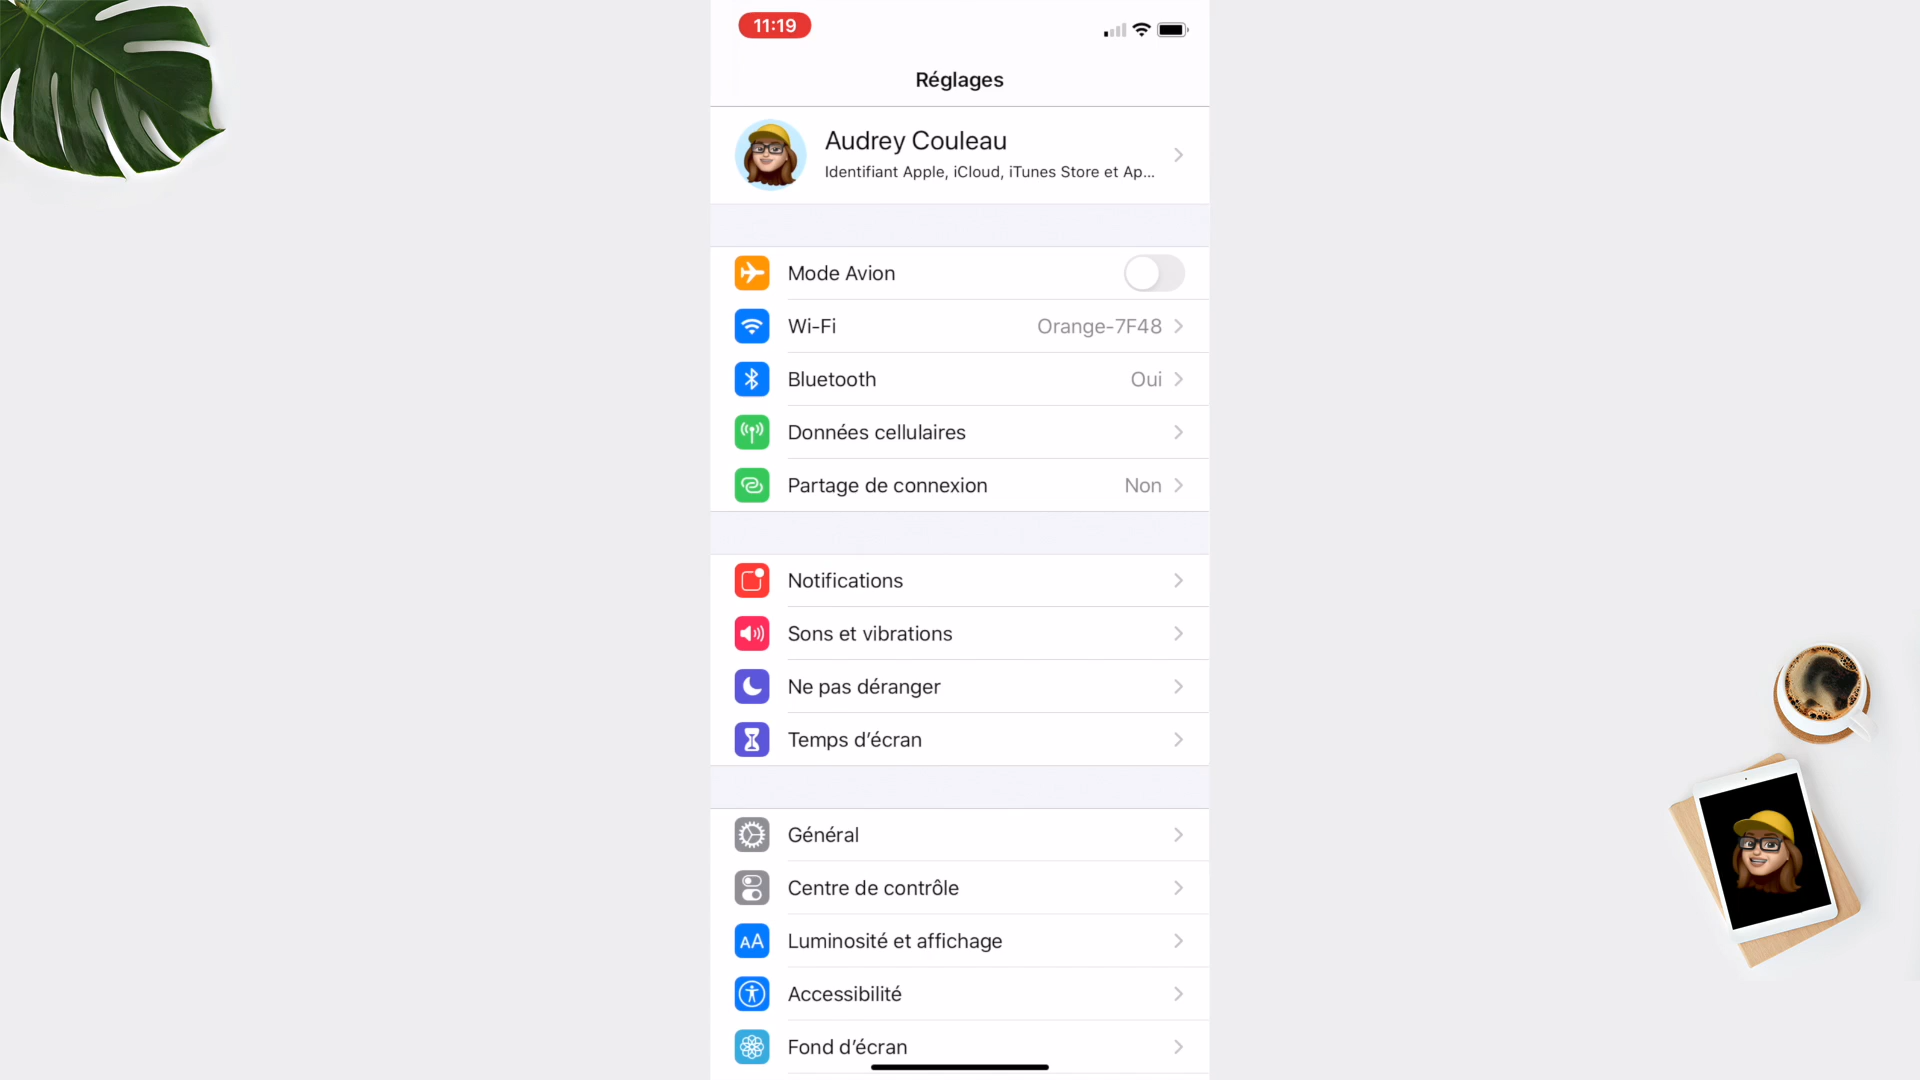 11:19
Réglages
Audrey Couleau
Identifiant Apple, iCloud, iTunes Store et Ap...
Mode Avion
Wi-Fi Orange-7F48
Bluetooth Oui
Données cellulaires
Partage de connexion Non
Notifications
Sons et vibrations
Ne pas déranger
Temps d’écran
Général
Centre de contrôle
AA Luminosité et affichage
Accessibilité
Fond d’écran